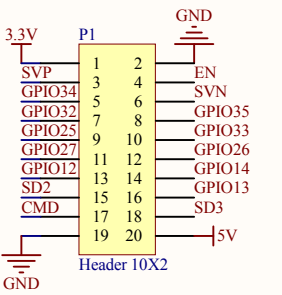 GND
3.3V P1
1 2
SVP 3 4 EN
GPIO34 5 6 SVN
GPIO32 7 8 GPIO35
GPIO25 9 10 GPIO33
GPIO27 11 12 GPIO26
GPIO12 13 14 GPIO14
SD2 15 16 GPIO13
CMD 17 18 SD3
19 20 5V
Header 10X2
GND